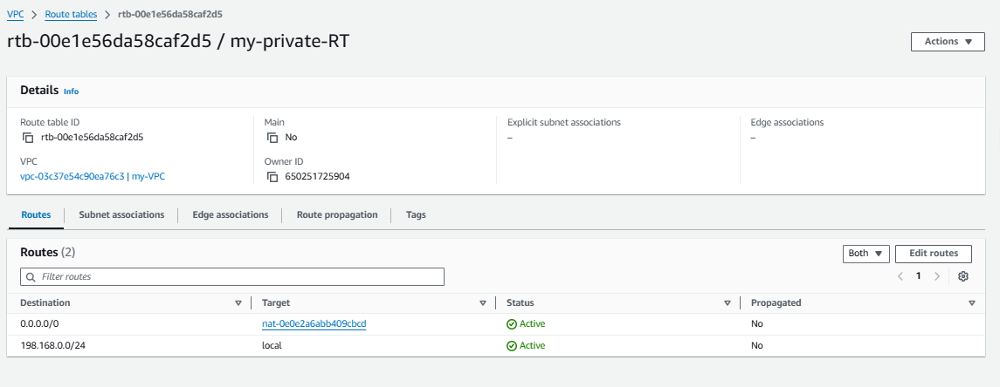 VPC > Route tables > rtb-00e1e56da58caf2d5
rtb-00e1e56da58caf2d5 / my-private-RT
Actions
Details Info
Route table ID
rtb-00e1e56da58caf2d5
Main
No
Explicit subnet associations
–
Edge associations
–
VPC
vpc-03c37e54c90ea76c3 | my-VPC
Owner ID
650251725904
Routes
Subnet associations
Edge associations
Route propagation
Tags
Routes (2)
Both
Edit routes
Filter routes
1
Destination Target Status Propagated
0.0.0.0/0 nat-0e0e2a6abb409cbcd Active No
198.168.0.0/24 local Active No